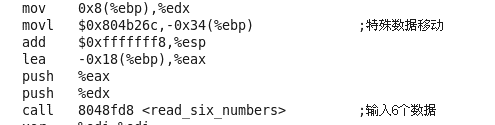 mov 0x8(%ebp),%edx
movl $0x804b26c,-0x34(%ebp) ;特殊数据移动
add $0xfffffff8,%esp
lea -0x18(%ebp),%eax
push %eax
push %edx
call 8048fd8 <read_six_numbers> ;输入6个数据